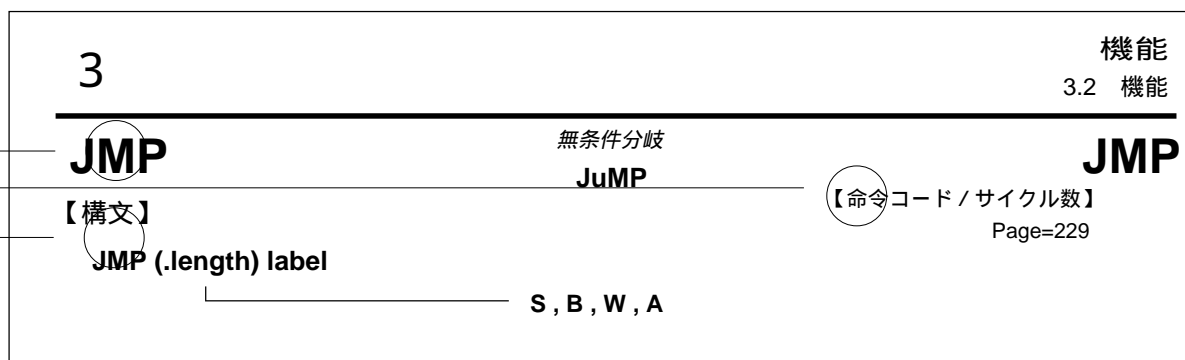 3
機能
3.2 機能
JMP
無条件分岐
JuMP
JMP
【構文】
【命令コード / サイクル数】
Page=229
JMP (.length) label
S , B , W , A